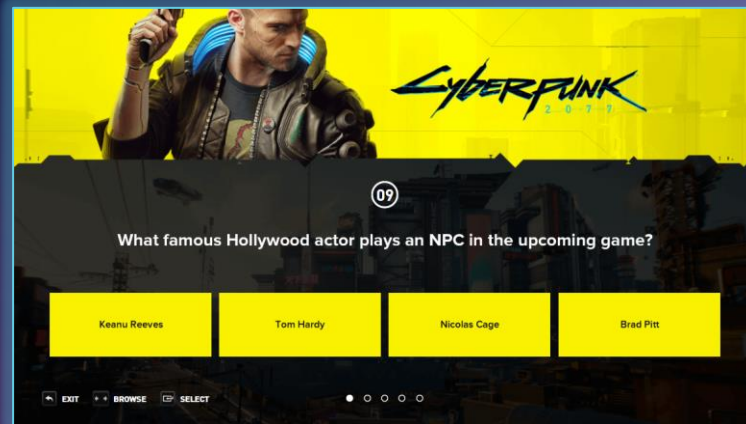 CYBERPUNK
2077
09
What famous Hollywood actor plays an NPC in the upcoming game?
Keanu Reeves
Tom Hardy
Nicolas Cage
Brad Pitt
EXIT BROWSE SELECT